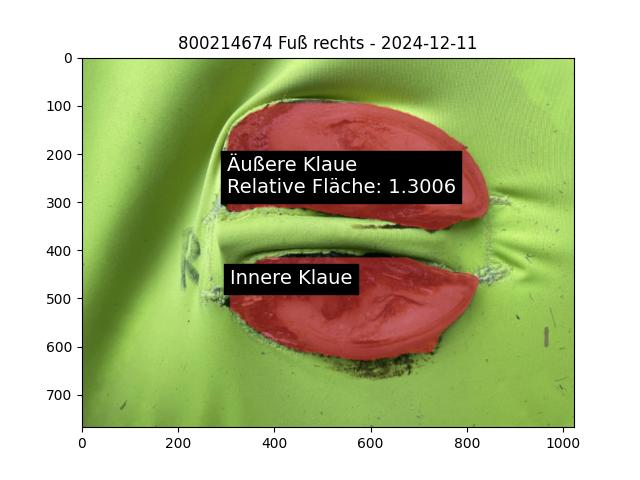 800214674 Fuß rechts - 2024-12-11
0
100
200
300
400
500
600
700
Äußere Klaue
Relative Fläche: 1.3006
Innere Klaue
R
0
200
400
600
800
1000